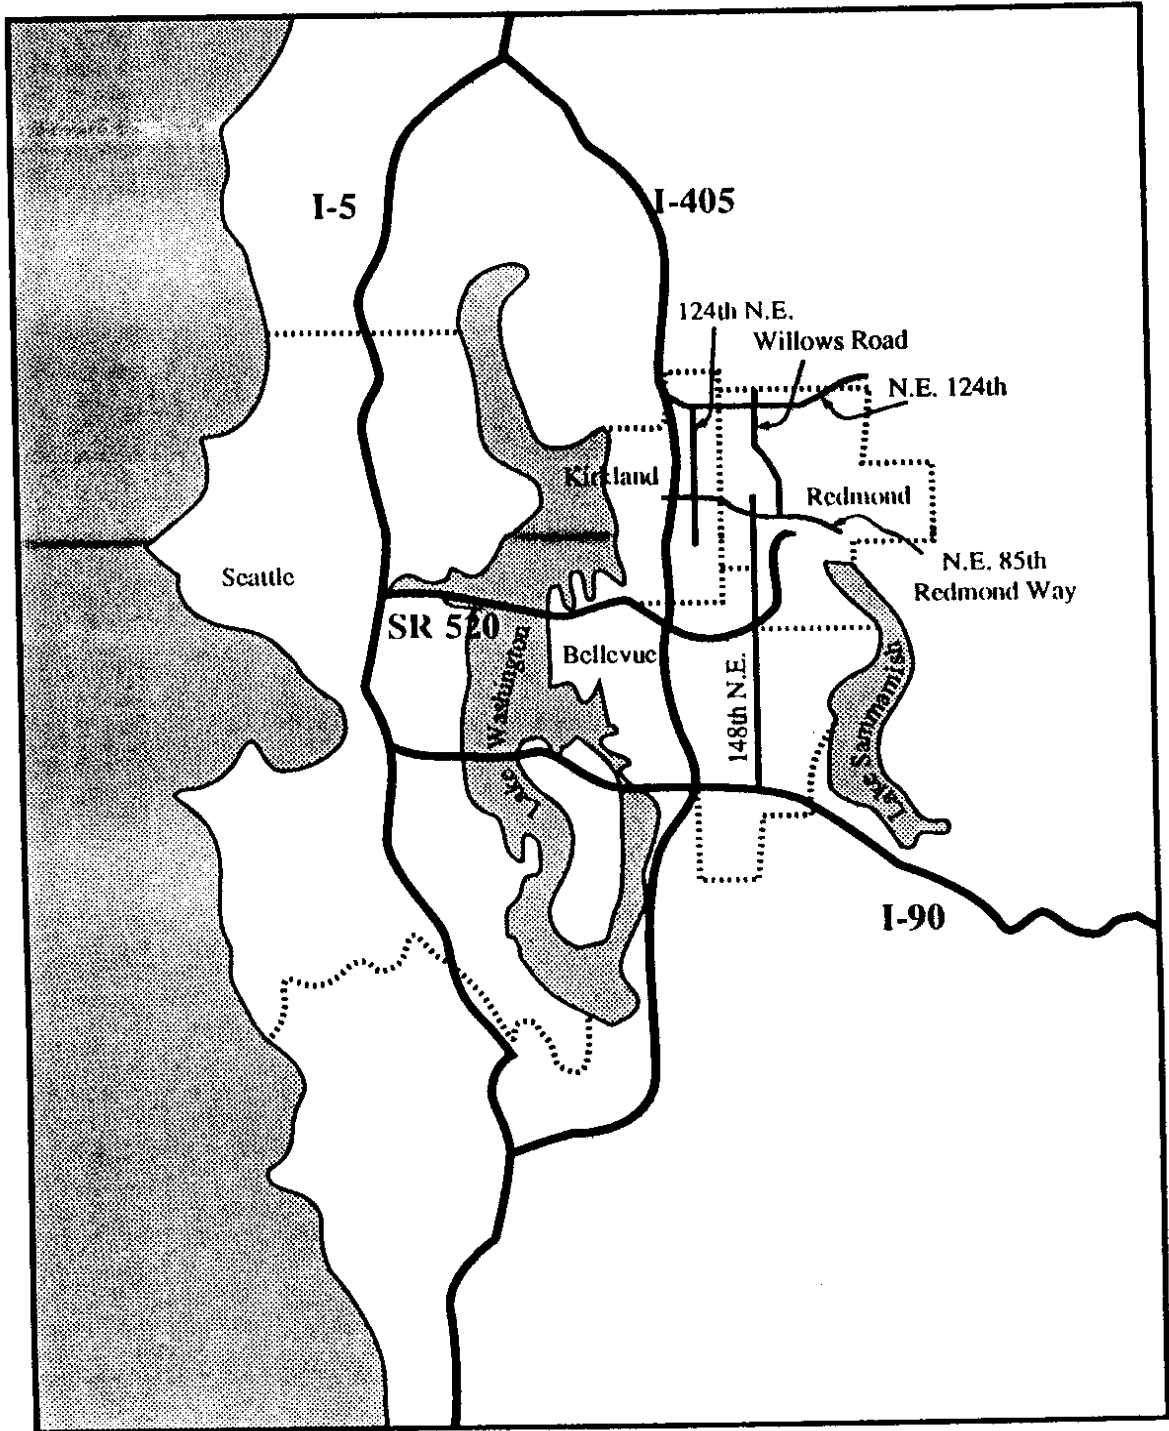 I-5
I-405
124th N.E.
Willows Road
N.E. 124th
Kirkland
Redmond
N.E. 85th
Redmond Way
Seattle
SR 520
Bellevue
148th N.E.
Lake Washington
Lake Sammamish
I-90